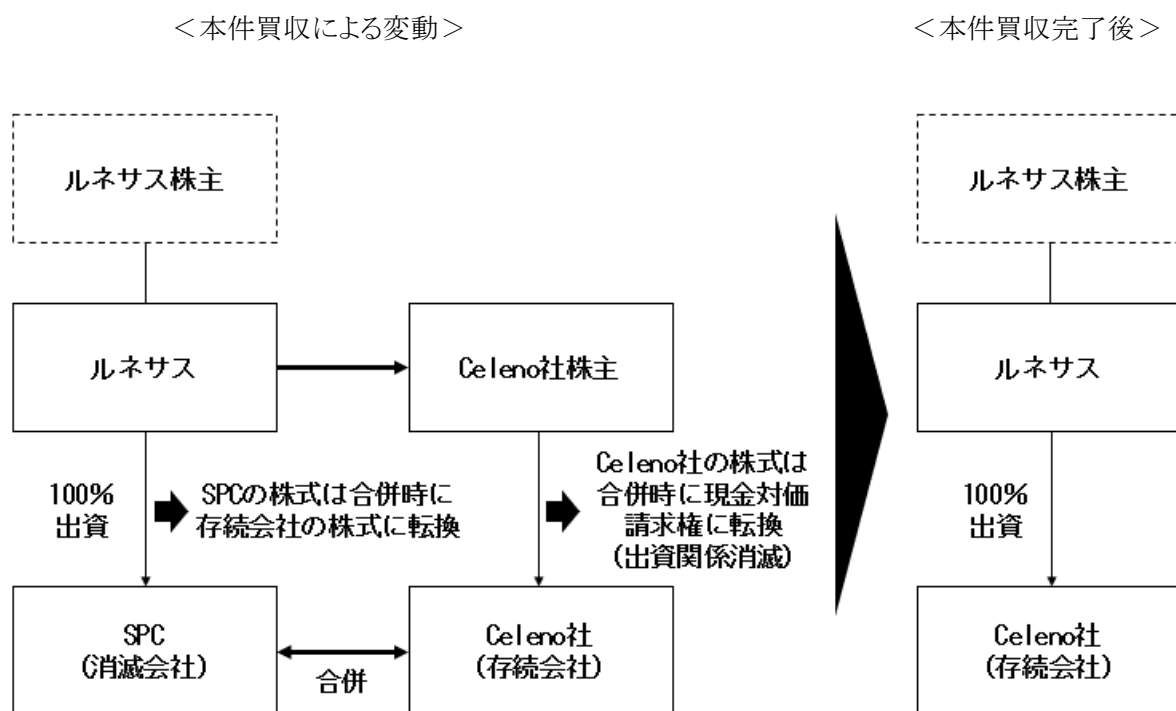 ＜本件買収による変動＞
＜本件買収完了後＞
ルネサス株主
ルネサス
Celeno社株主
100%
出資
SPCの株式は合併時に
存続会社の株式に転換
Celeno社の株式は
合併時に現金対価
請求権に転換
(出資関係消滅)
SPC
(消滅会社)
合併
Celeno社
(存続会社)
ルネサス株主
ルネサス
100%
出資
Celeno社
(存続会社)